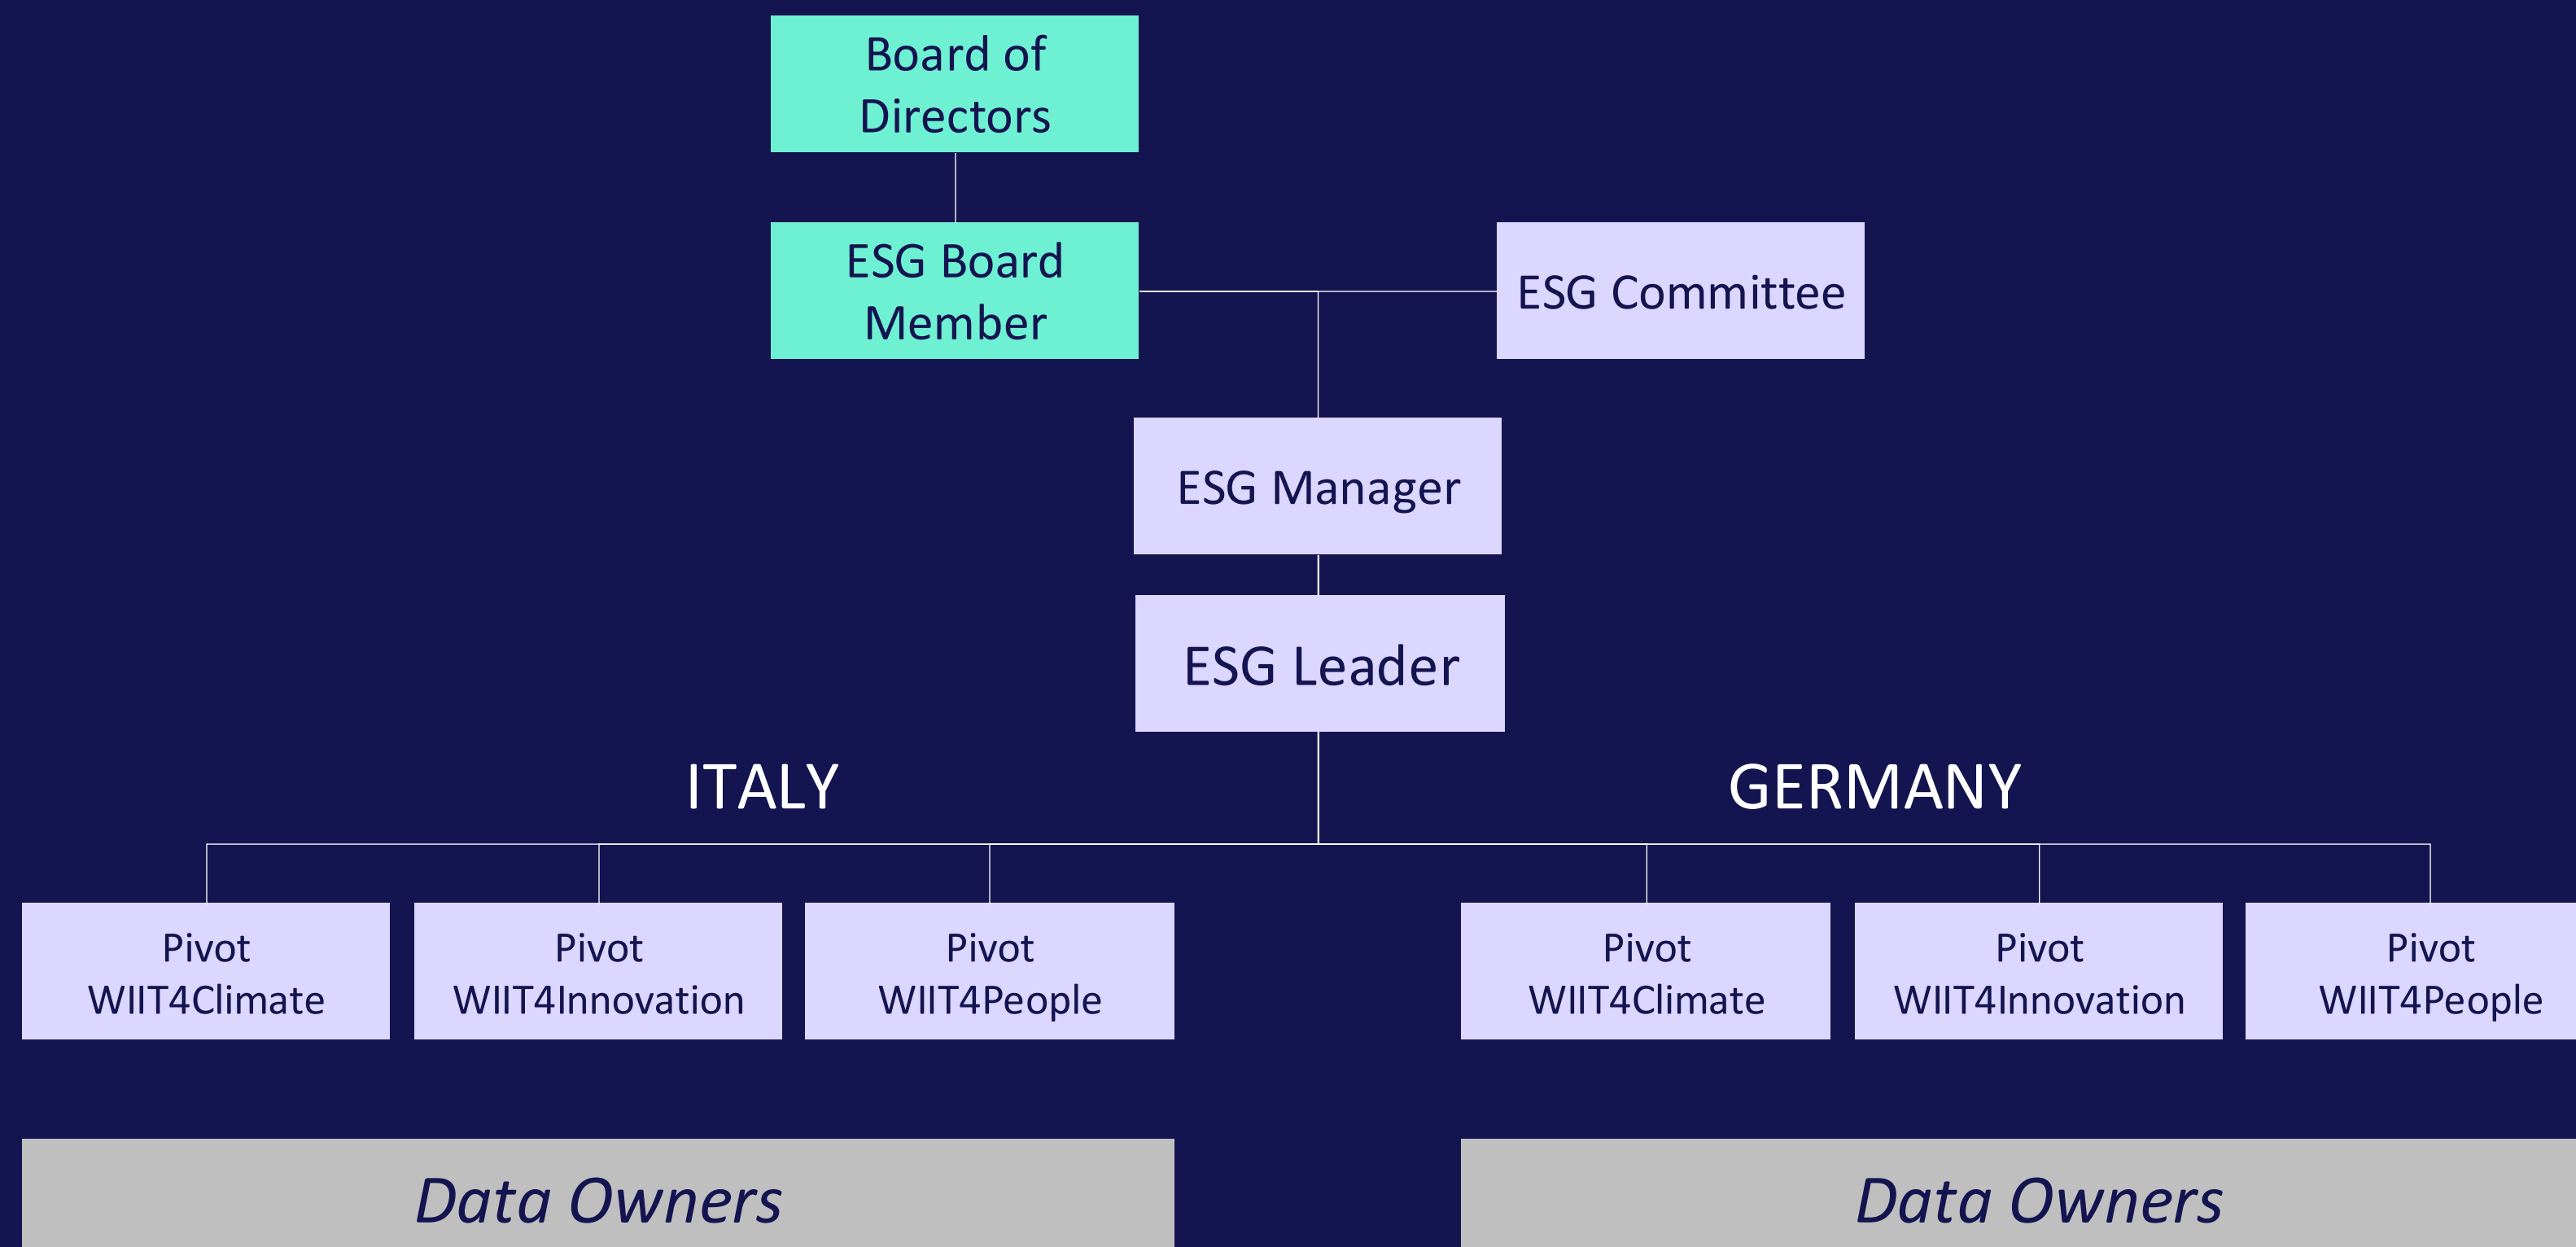 Board of
Directors
ESG Board
Member
ESG Committee
ESG Manager
ESG Leader
ITALY
GERMANY
Pivot
WIIT4Climate
Pivot
WIIT4Innovation
Pivot
WIIT4People
Pivot
WIIT4Climate
Pivot
WIIT4Innovation
Pivot
WIIT4People
Data Owners
Data Owners